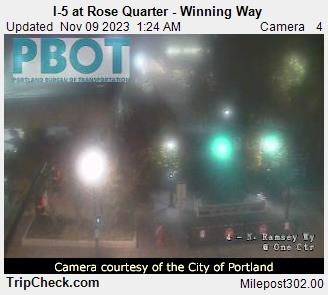 I-5 at Rose Quarter - Winning Way
Updated Nov 09 2023 1:24 AM Camera 4
PBOT
PORTLAND BUREAU OF TRANSPORTATION
4 - N. Ramsey Wy
@ One Ctr
Camera courtesy of the City of Portland
TripCheck.com Milepost302.00